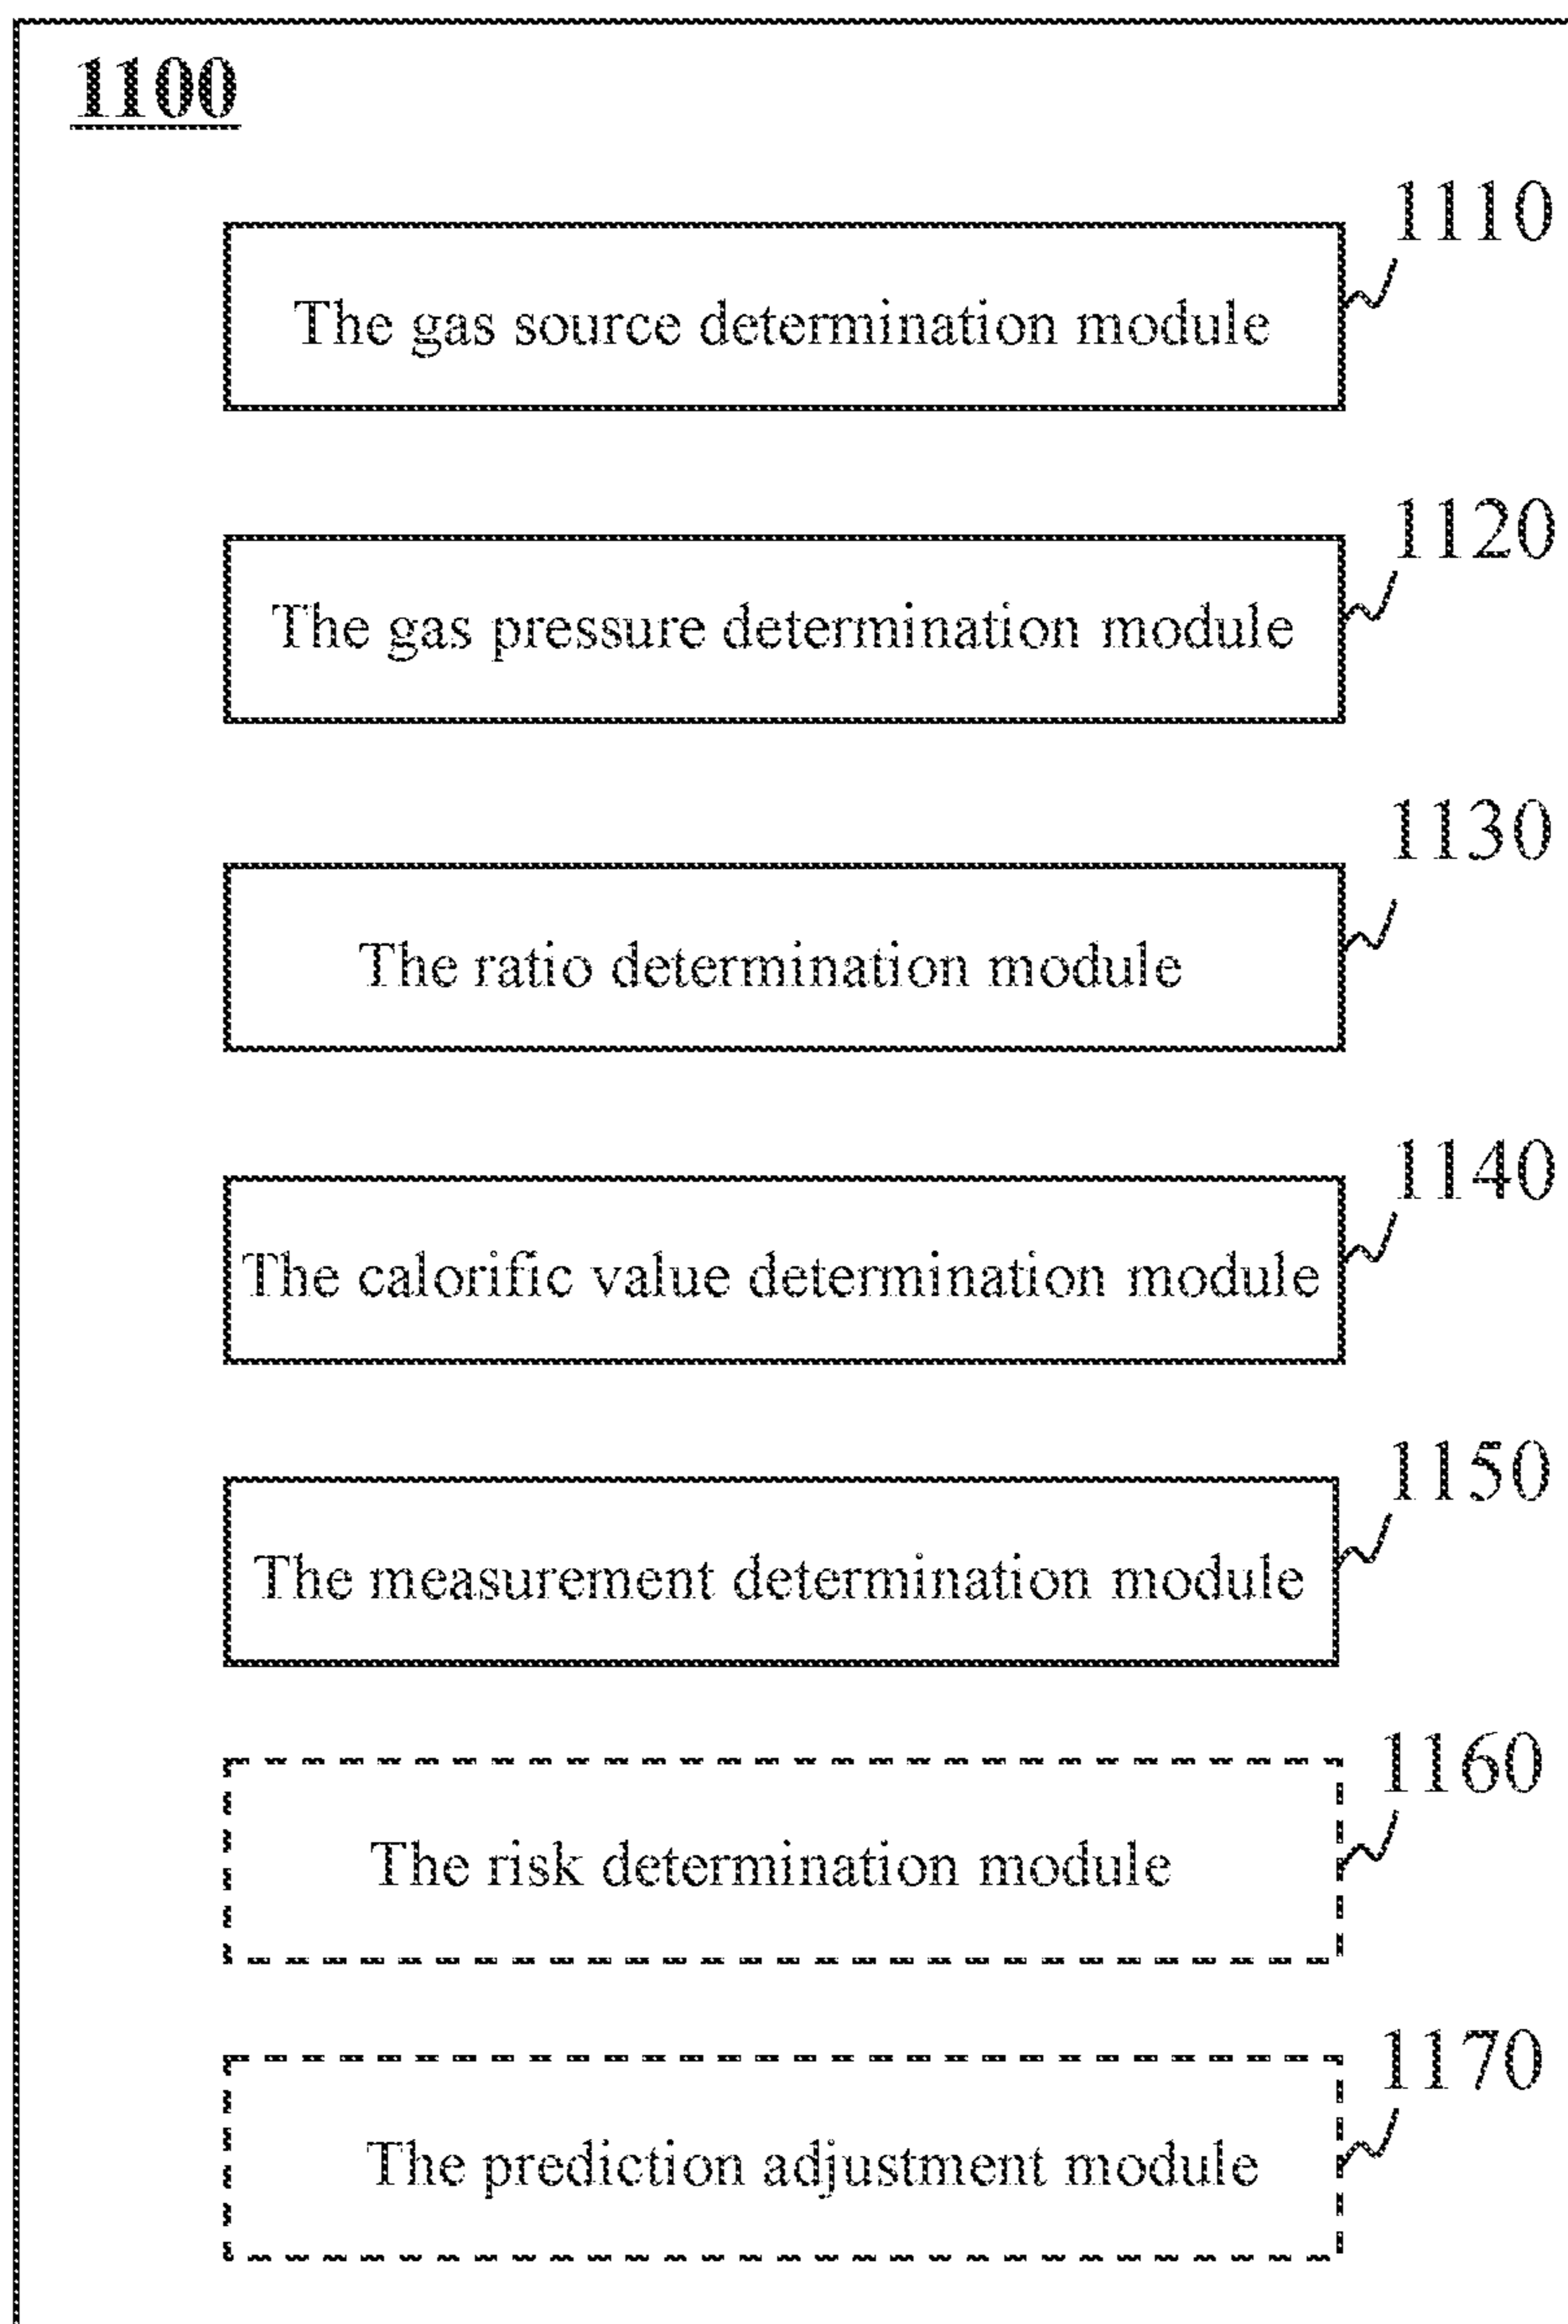 1100
1110
The gas source determination module
1120
The gas pressure determination module
1130
The ratio determination module
1140
The calorific value determination module
1150
The measurement determination module
1160
The risk determination module
1170
The prediction adjustment module